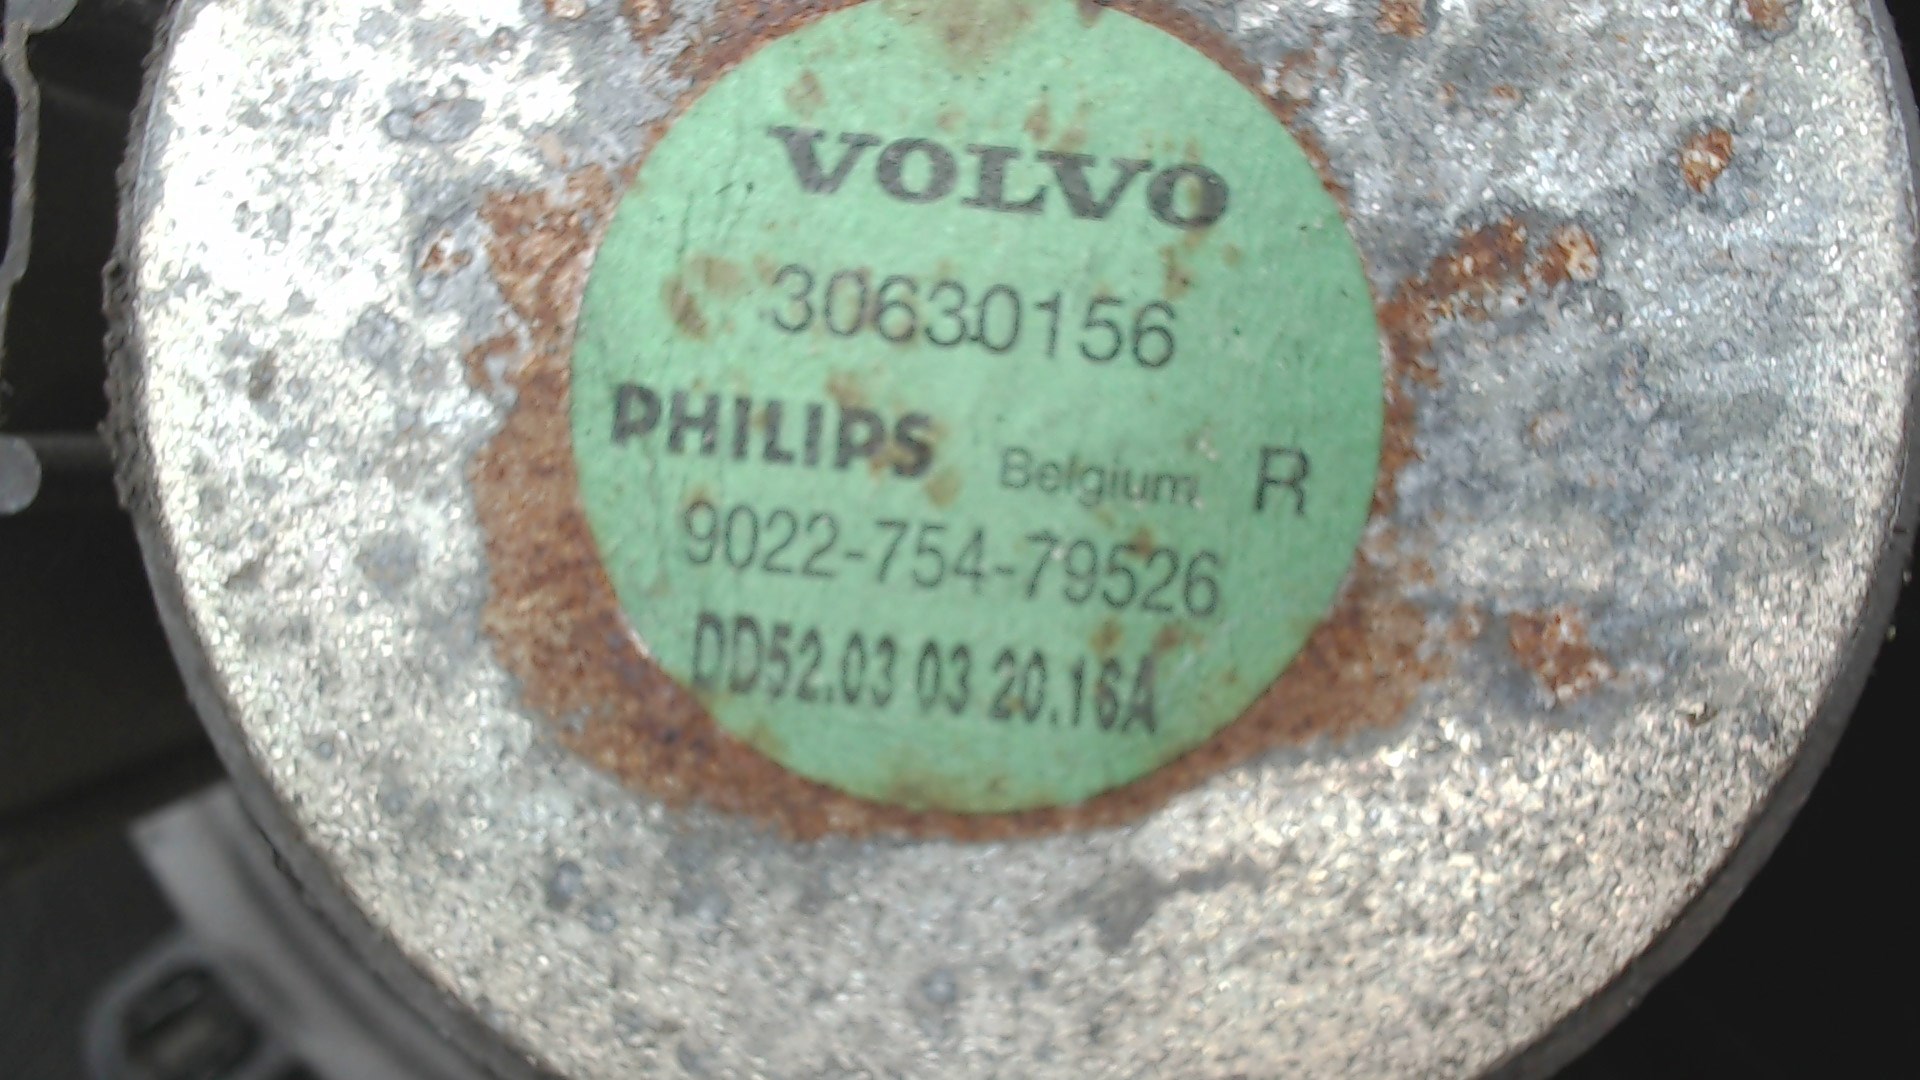 VOLVO
30630156
PHILIPS Belgium R
9022-754-79526
DD52.03 03 20.16A